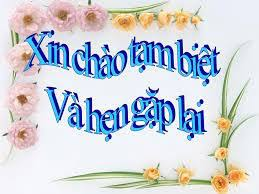 Xin chào tạm biệt
Và hẹn gặp lại